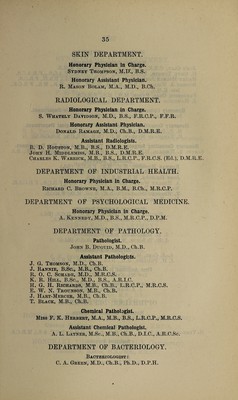 35
SKIN DEPARTMENT.
Honorary Physician in Charge.
SYDNEY THOMPSON, M.D., B.S.
Honorary Assistant Physician.
R. MASON BOLAM, M.A., M.D., B.Ch.
RADIOLOGICAL DEPARTMENT.
Honorary Physician in Charge.
S. WHATELY DAVIDSON, M.D., B.S., F.R.C.P., F.F.R.
Honorary Assistant Physician.
DONALD RAMAGE, M.D., Ch.B., D.M.R.E.
Assistant Radiologists.
B. D. HOUSTON, M.B., B.S., D.M.R.E.
JOHN H. MIDDLEMISS, M.B., B.S., D.M.R.E.
CHARLES K. WARRICK, M.B., B.S., L.R.C.P., F.R.C.S. (Ed.), D.M.R.E.
DEPARTMENT OF INDUSTRIAL HEALTH.
Honorary Physician in Charge.
RICHARD C. BROWNE, M.A., B.M., B.Ch., M.R.C.P.
DEPARTMENT OF PSYCHOLOGICAL MEDICINE.
Honorary Physician in Charge.
A. KENNEDY, M.D., B.S., M.R.C.P., D.P.M.
DEPARTMENT OF PATHOLOGY.
Pathologist.
JOHN B. DUGUID, M.D., Ch.B.
Assistant Pathologists.
J. G. THOMSON, M.D., Ch.B.
J. BARNES, B.Sc., M.B., Ch.B.
R. O. C. SUMARI, M.D., M.R.C.S.
K. R. HILL, B.Sc., M.D., B.S., A.R.I.C.
H. G. H. RICHARDS, M.B., Ch.B., L.R.C.P., M.R.C.S.
E. W. N. TROUNSON, M.B., Ch.B.
J. HART-MERCER, M.B., Ch.B.
T. BLACK, M.B., Ch.B.
Chemical Pathologist.
Miss F. K. HERBERT, M.A., M.B., B.S., L.R.C.P., M.R.C.S.
Assistant Chemical Pathologist.
A. L. LATNER, M.Sc., M.B., Ch.B., D.I.C., A.R.C.Sc.
DEPARTMENT OF BACTERIOLOGY.
BACTERIOLOGIST:
C. A. GREEN, M.D., Ch.B., Ph.D., D.P.H.